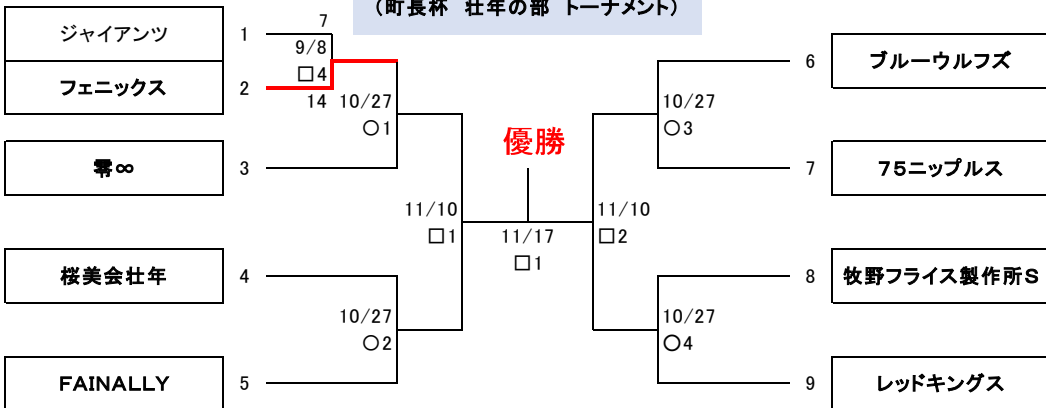 (町長杯 壮年の部 トーナメント)
ジャイアンツ 1
7
9/8
□4
フェニックス 2
14
10/27
○1
零∞ 3
11/10
□1
桜美会壮年 4
10/27
○2
FAINALLY 5
優勝
11/17
□1
6 ブルーウルフズ
10/27
○3
7 75ニップルス
11/10
□2
8 牧野フライス製作所S
10/27
○4
9 レッドキングス